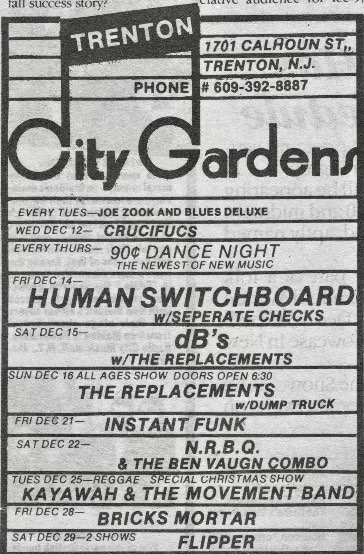 fall success story?
TRENTON
1701 CALHOUN ST,,
TRENTON, N.J.
PHONE # 609-392-8887
City Gardens
EVERY TUES—JOE ZOOK AND BLUES DELUXE
WED DEC 12— CRUCIFUCS
EVERY THURS— 90¢ DANCE NIGHT
THE NEWEST OF NEW MUSIC
FRI DEC 14—
HUMAN SWITCHBOARD
W/SEPERATE CHECKS
SAT DEC 15— dB's
W/THE REPLACEMENTS
SUN DEC 16 ALL AGES SHOW DOORS OPEN 6:30
THE REPLACEMENTS
W/DUMP TRUCK
FRI DEC 21— INSTANT FUNK
SAT DEC 22— N.R.B.Q.
& THE BEN VAUGN COMBO
TUES DEC 25—REGGAE SPECIAL CHRISTMAS SHOW
KAYAWAH & THE MOVEMENT BAND
FRI DEC 28— BRICKS MORTAR
SAT DEC 29—2 SHOWS FLIPPER